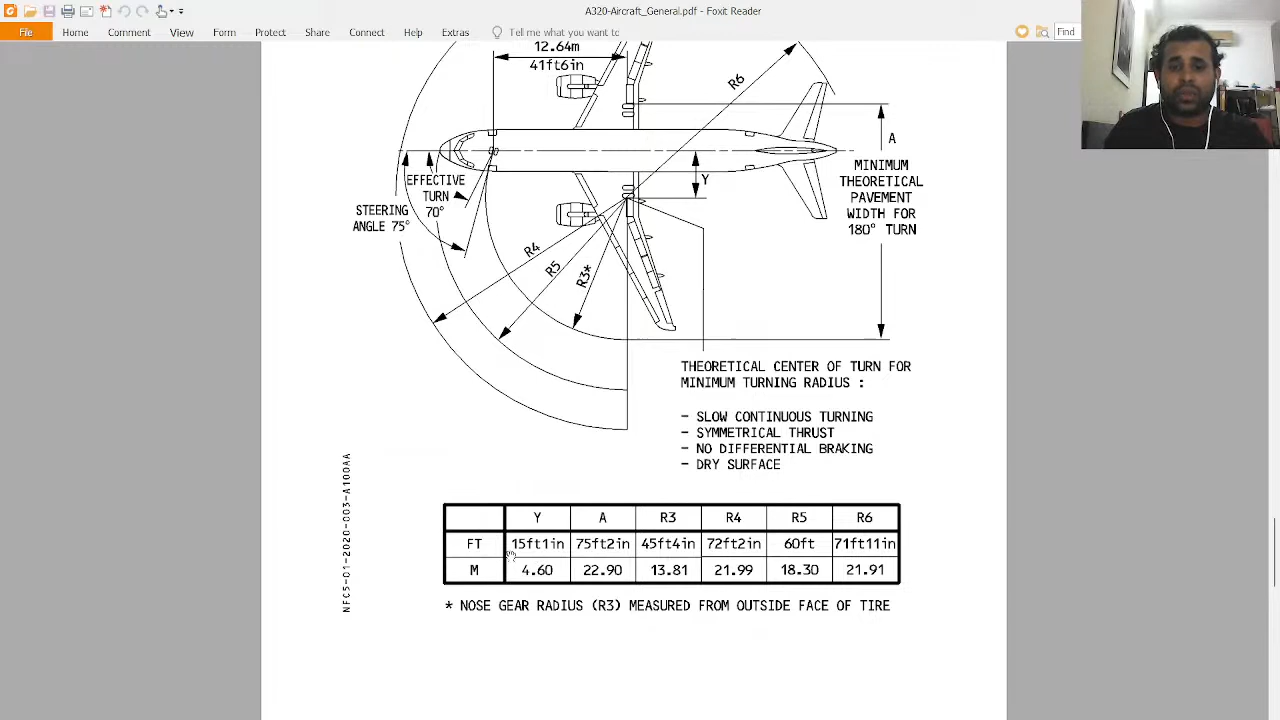 A320-Aircraft_General.pdf - Foxit Reader
File Home Comment View Form Protect Share Connect Help Extras Tell me what you want to Find
12.64m
41ft6in
R6
A
MINIMUM
THEORETICAL
PAVEMENT
WIDTH FOR
180° TURN
Y
EFFECTIVE
TURN
70°
STEERING
ANGLE 75°
R4
R5
R3*
THEORETICAL CENTER OF TURN FOR
MINIMUM TURNING RADIUS :
- SLOW CONTINUOUS TURNING
- SYMMETRICAL THRUST
- NO DIFFERENTIAL BRAKING
- DRY SURFACE
NFC5-01-2020-003-A100AA
Y A R3 R4 R5 R6
FT 15ft1in 75ft2in 45ft4in 72ft2in 60ft 71ft11in
M 4.60 22.90 13.81 21.99 18.30 21.91
* NOSE GEAR RADIUS (R3) MEASURED FROM OUTSIDE FACE OF TIRE